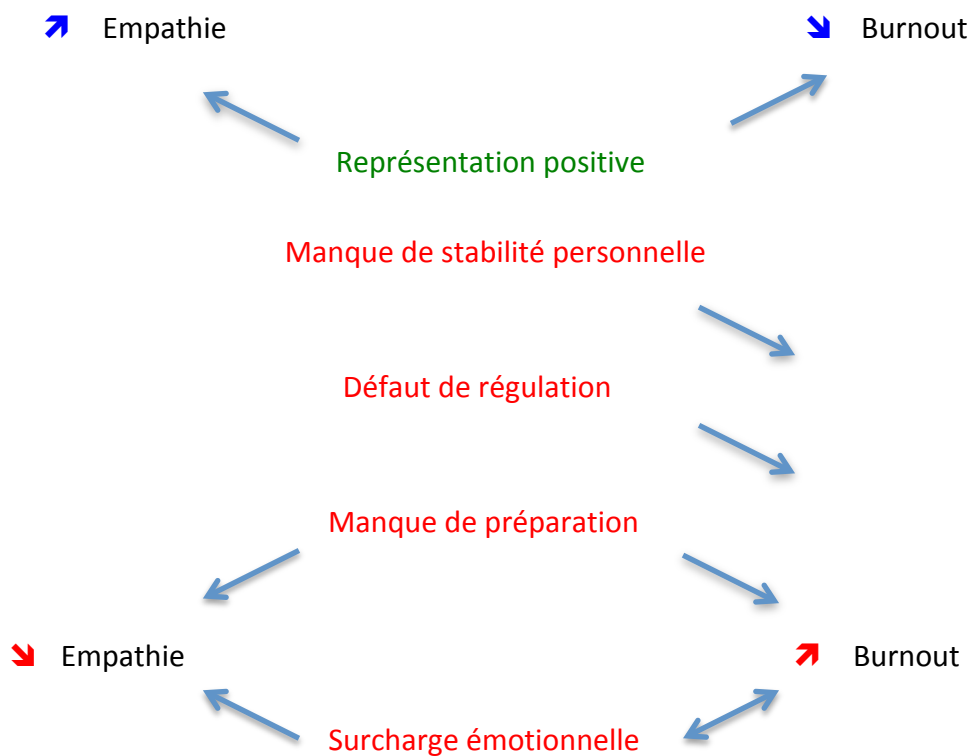 Empathie
Burnout
Représentation positive
Manque de stabilité personnelle
Défaut de régulation
Manque de préparation
Empathie
Burnout
Surcharge émotionnelle